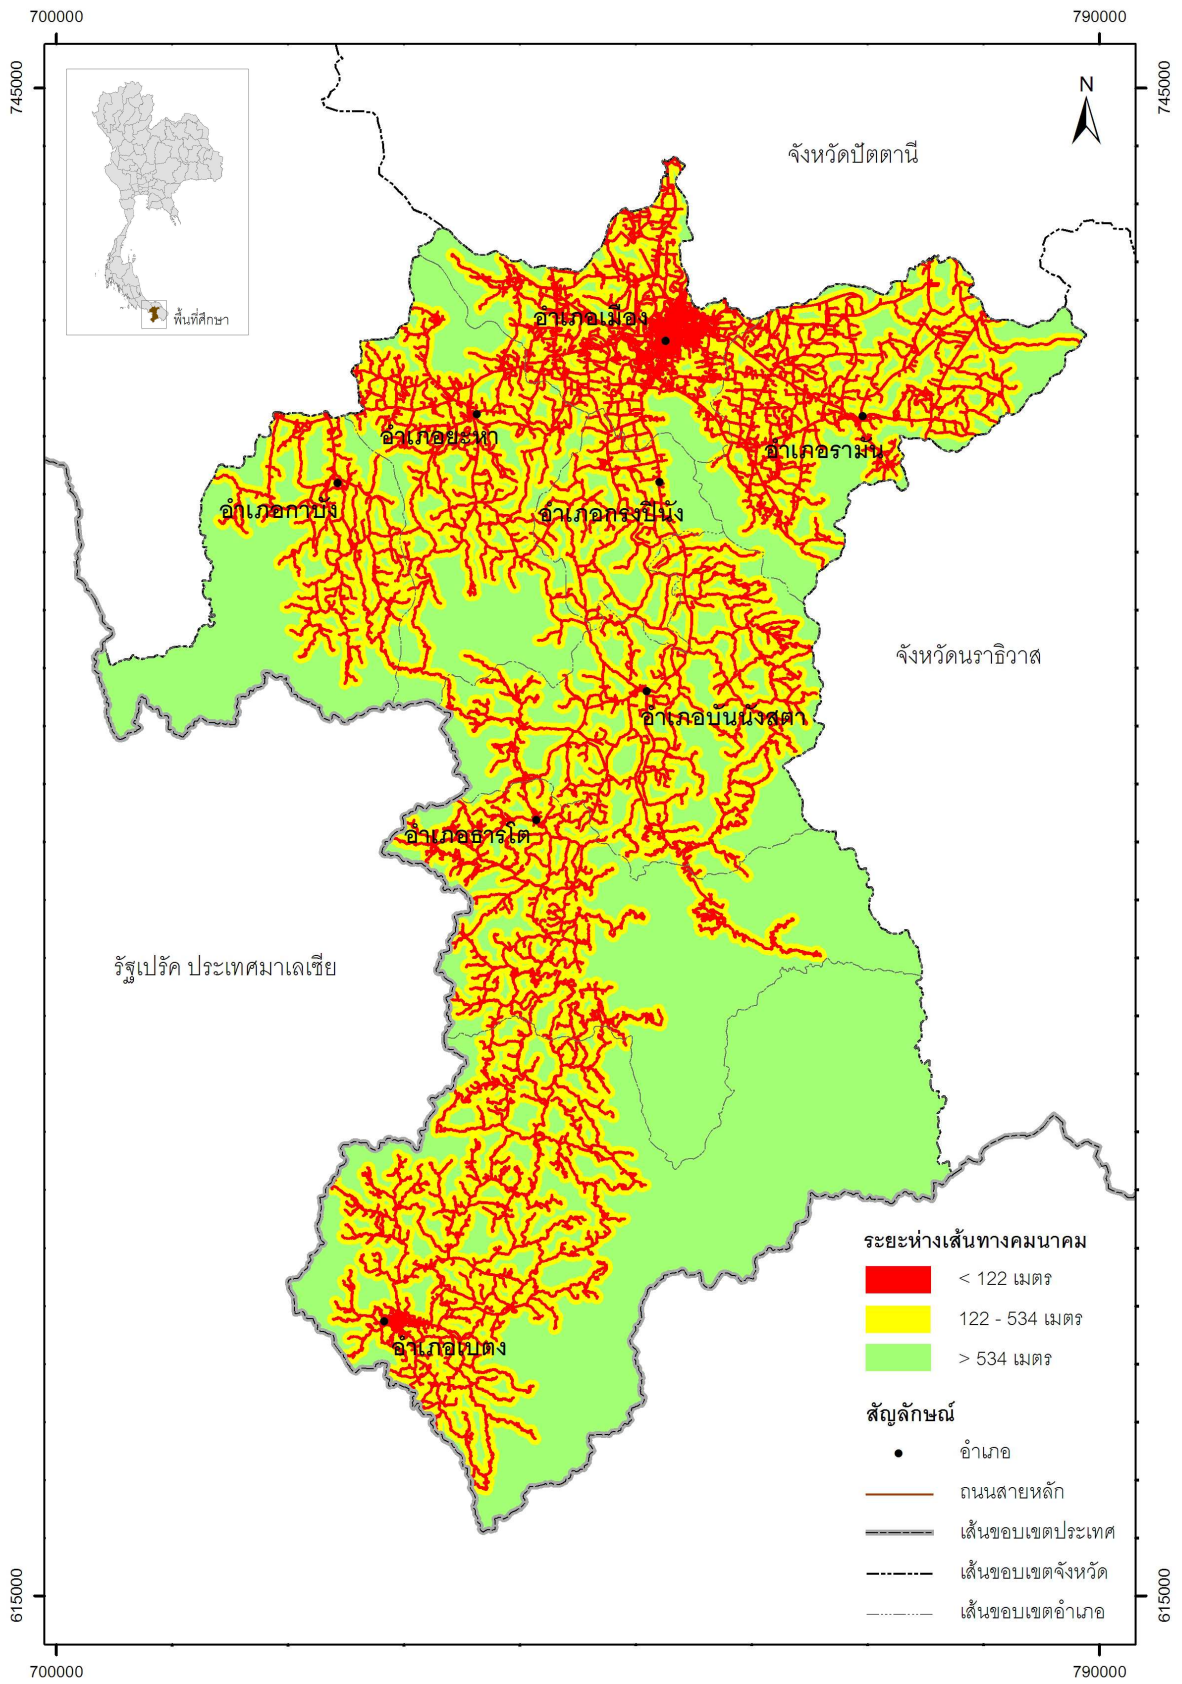 700000
790000
745000
745000
N
จังหวัดปัตตานี
พื้นที่ศึกษา
อำเภอเมือง
อำเภอยะหา
อำเภอรามัน
อำเภอกาบัง
อำเภอกรงปินัง
จังหวัดนราธิวาส
อำเภอบันนังสตา
อำเภอธารโต
รัฐเปรัค ประเทศมาเลเซีย
อำเภอเบตง
ระยะห่างเส้นทางคมนาคม
< 122 เมตร
122 - 534 เมตร
> 534 เมตร
สัญลักษณ์
อำเภอ
ถนนสายหลัก
เส้นขอบเขตประเทศ
เส้นขอบเขตจังหวัด
เส้นขอบเขตอำเภอ
615000
615000
700000
790000